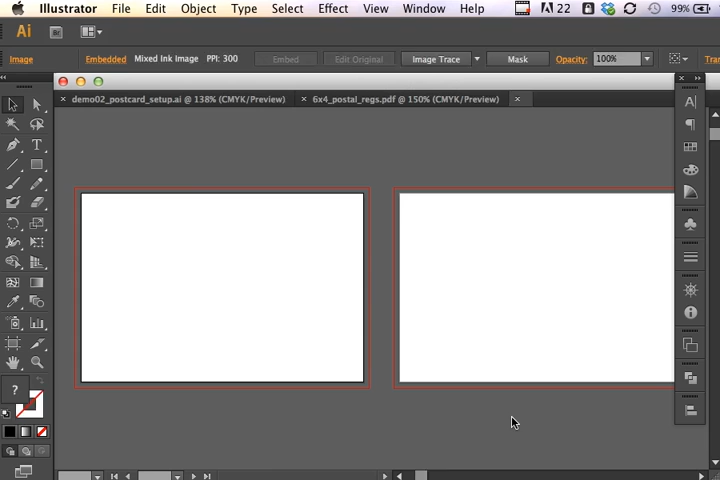 Illustrator File Edit Object Type Select Effect View Window Help 22 99%
Ai Br
Image Embedded Mixed Ink Image PPI: 300 Embed Edit Original Image Trace Mask Opacity: 100%
demo02_postcard_setup.ai @ 138% (CMYK/Preview) 6x4_postal_regs.pdf @ 150% (CMYK/Preview)